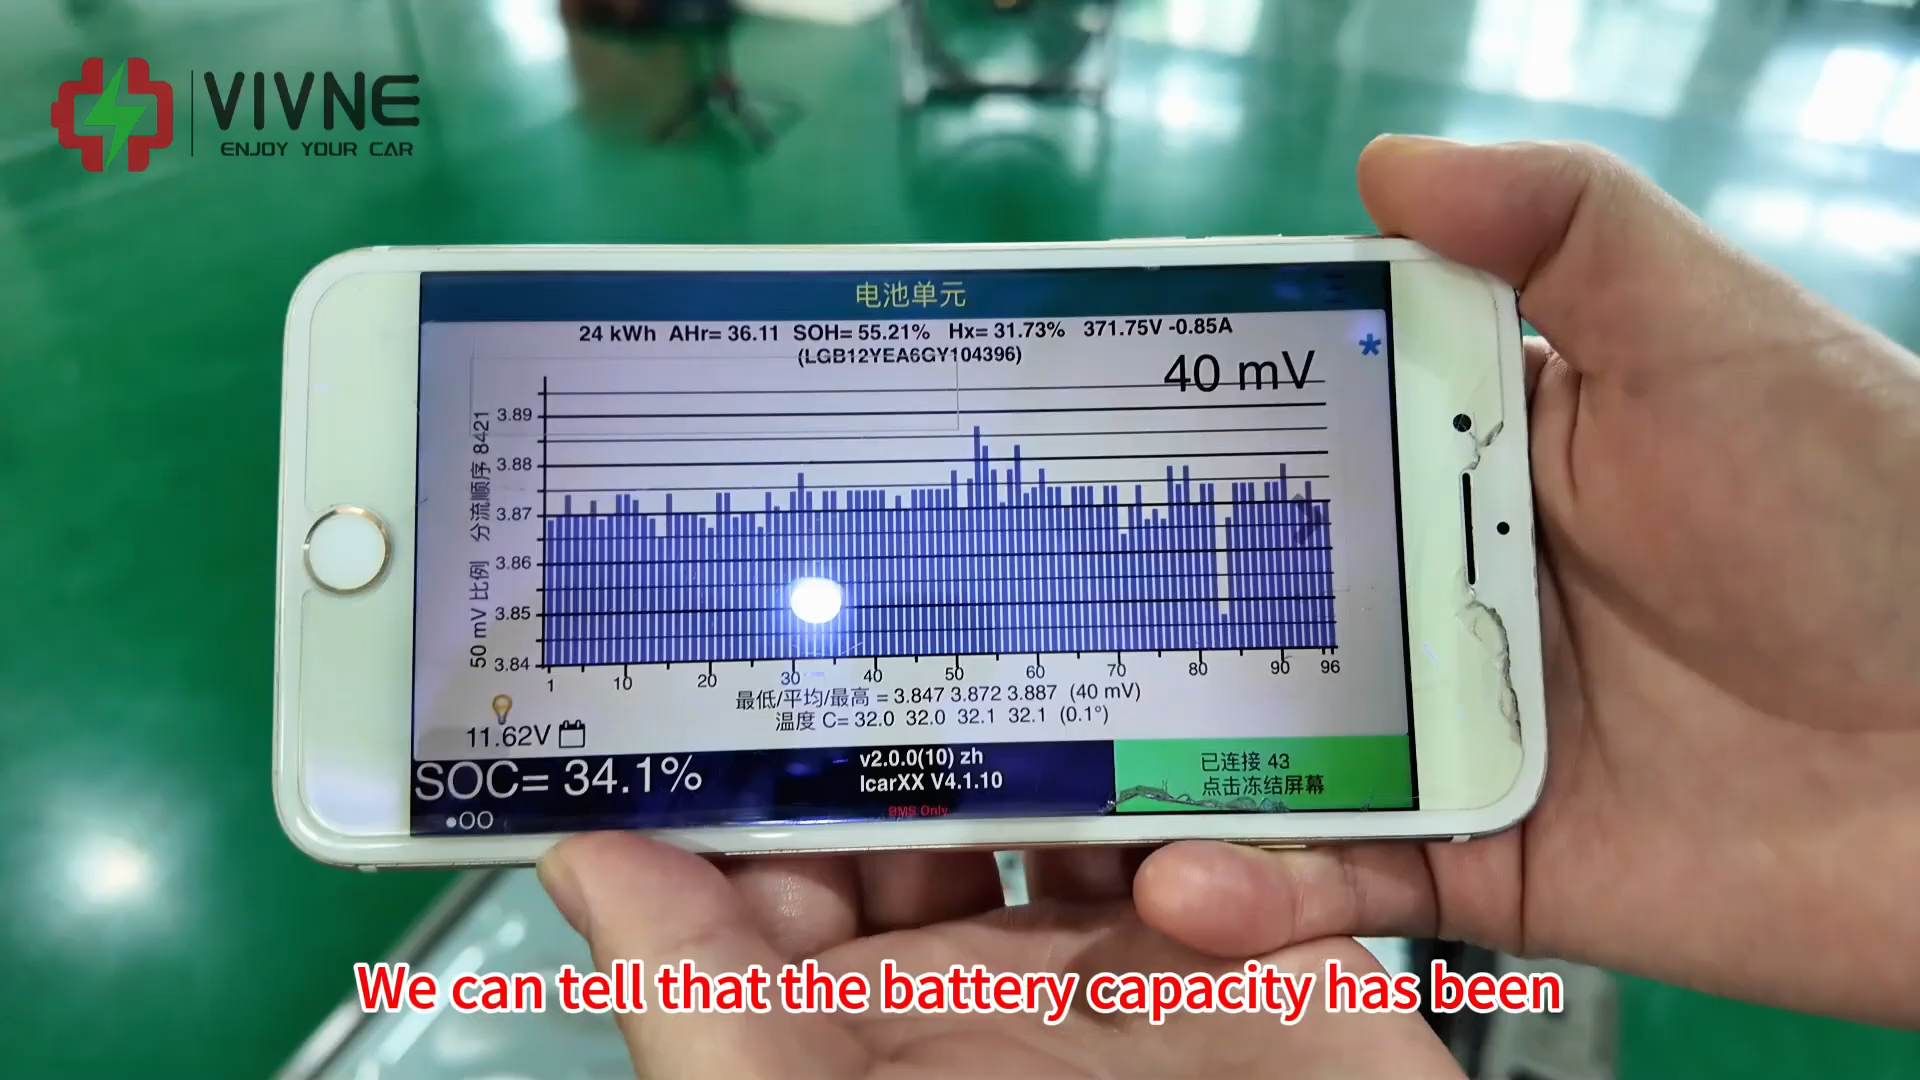 VIVNE
ENJOY YOUR CAR
电池单元
24 kWh AHr= 36.11 SOH= 55.21% Hx= 31.73% 371.75V -0.85A
(LGB12YEA6GY104396)
40 mV
50 mV 比例 分流顺序 8421
3.89
3.88
3.87
3.86
3.85
3.84
1 10 20 30 40 50 60 70 80 90 96
最低/平均/最高 = 3.847 3.872 3.887 (40 mV)
温度 C= 32.0 32.0 32.1 32.1 (0.1°)
11.62V
SOC= 34.1%
v2.0.0(10) zh
IcarXX V4.1.10
BMS Only
已连接 43
点击冻结屏幕
We can tell that the battery capacity has been